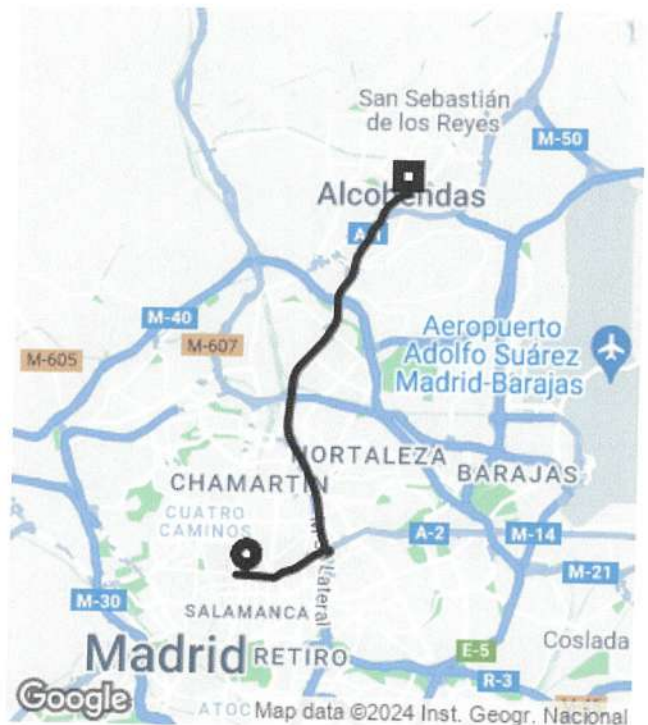 San Sebastián
de los Reyes
M-50
Alcobendas
A-1
M-40
M-607
M-605
Aeropuerto
Adolfo Suárez
Madrid-Barajas
HORTALEZA
BARAJAS
CHAMARTÍN
CUATRO
CAMINOS
A-2
M-14
Lateral
M-21
M-30
SALAMANCA
Madrid
RETIRO
E-5
Coslada
R-3
Google
Map data ©2024 Inst. Geogr. Nacional